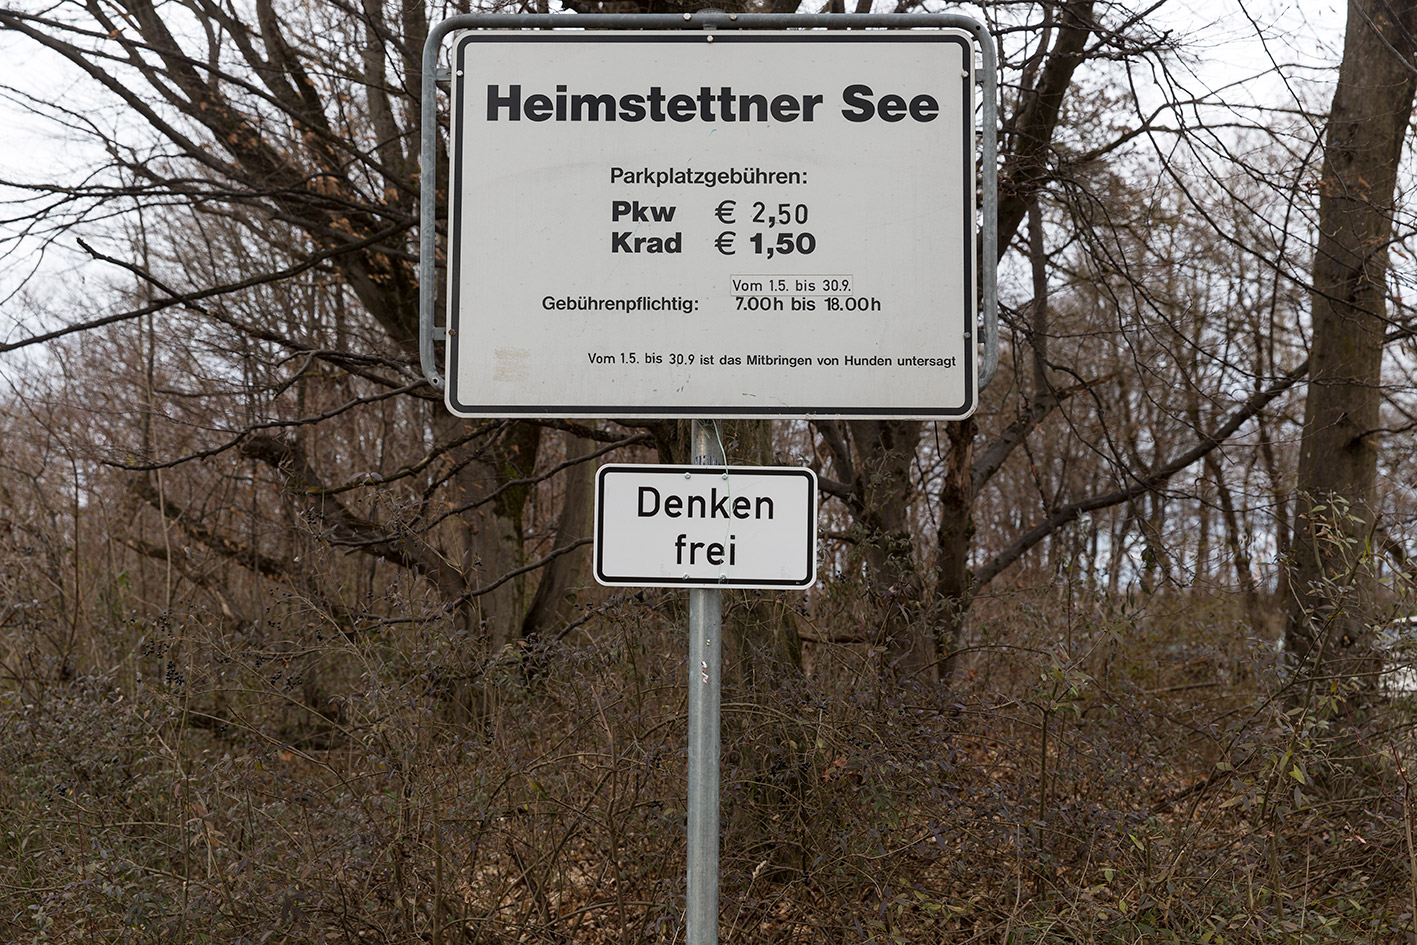 Heimstettner See
Parkplatzgebühren:
Pkw € 2,50
Krad € 1,50
Vom 1.5. bis 30.9.
Gebührenpflichtig: 7.00h bis 18.00h
Vom 1.5. bis 30.9 ist das Mitbringen von Hunden untersagt
Denken
frei